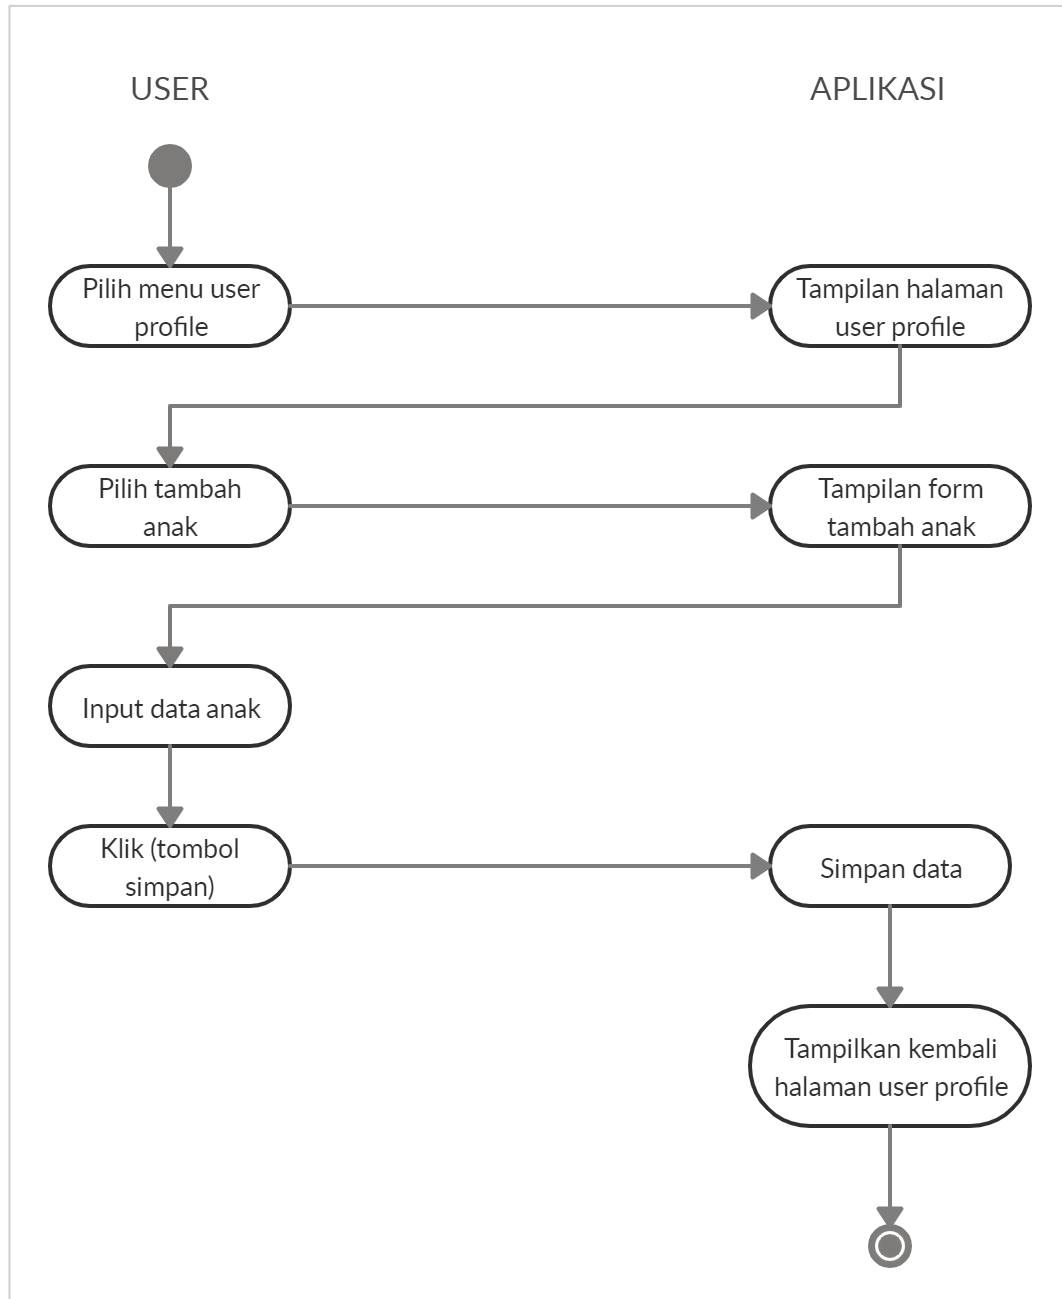 USER
APLIKASI
Pilih menu user
profile
Tampilan halaman
user profile
Pilih tambah
anak
Tampilan form
tambah anak
Input data anak
Klik (tombol
simpan)
Simpan data
Tampilkan kembali
halaman user profile